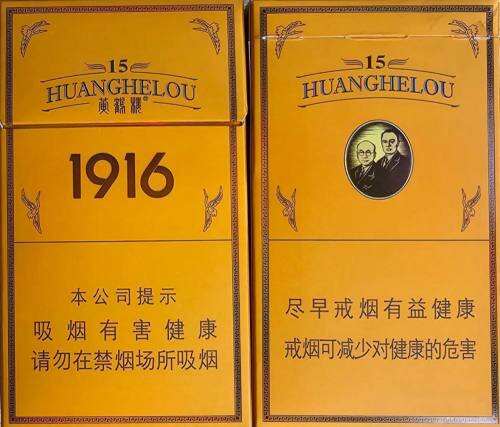 15
HUANGHELOU
黄鹤楼
1916
本公司提示
吸烟有害健康
请勿在禁烟场所吸烟
15
HUANGHELOU
尽早戒烟有益健康
戒烟可减少对健康的危害